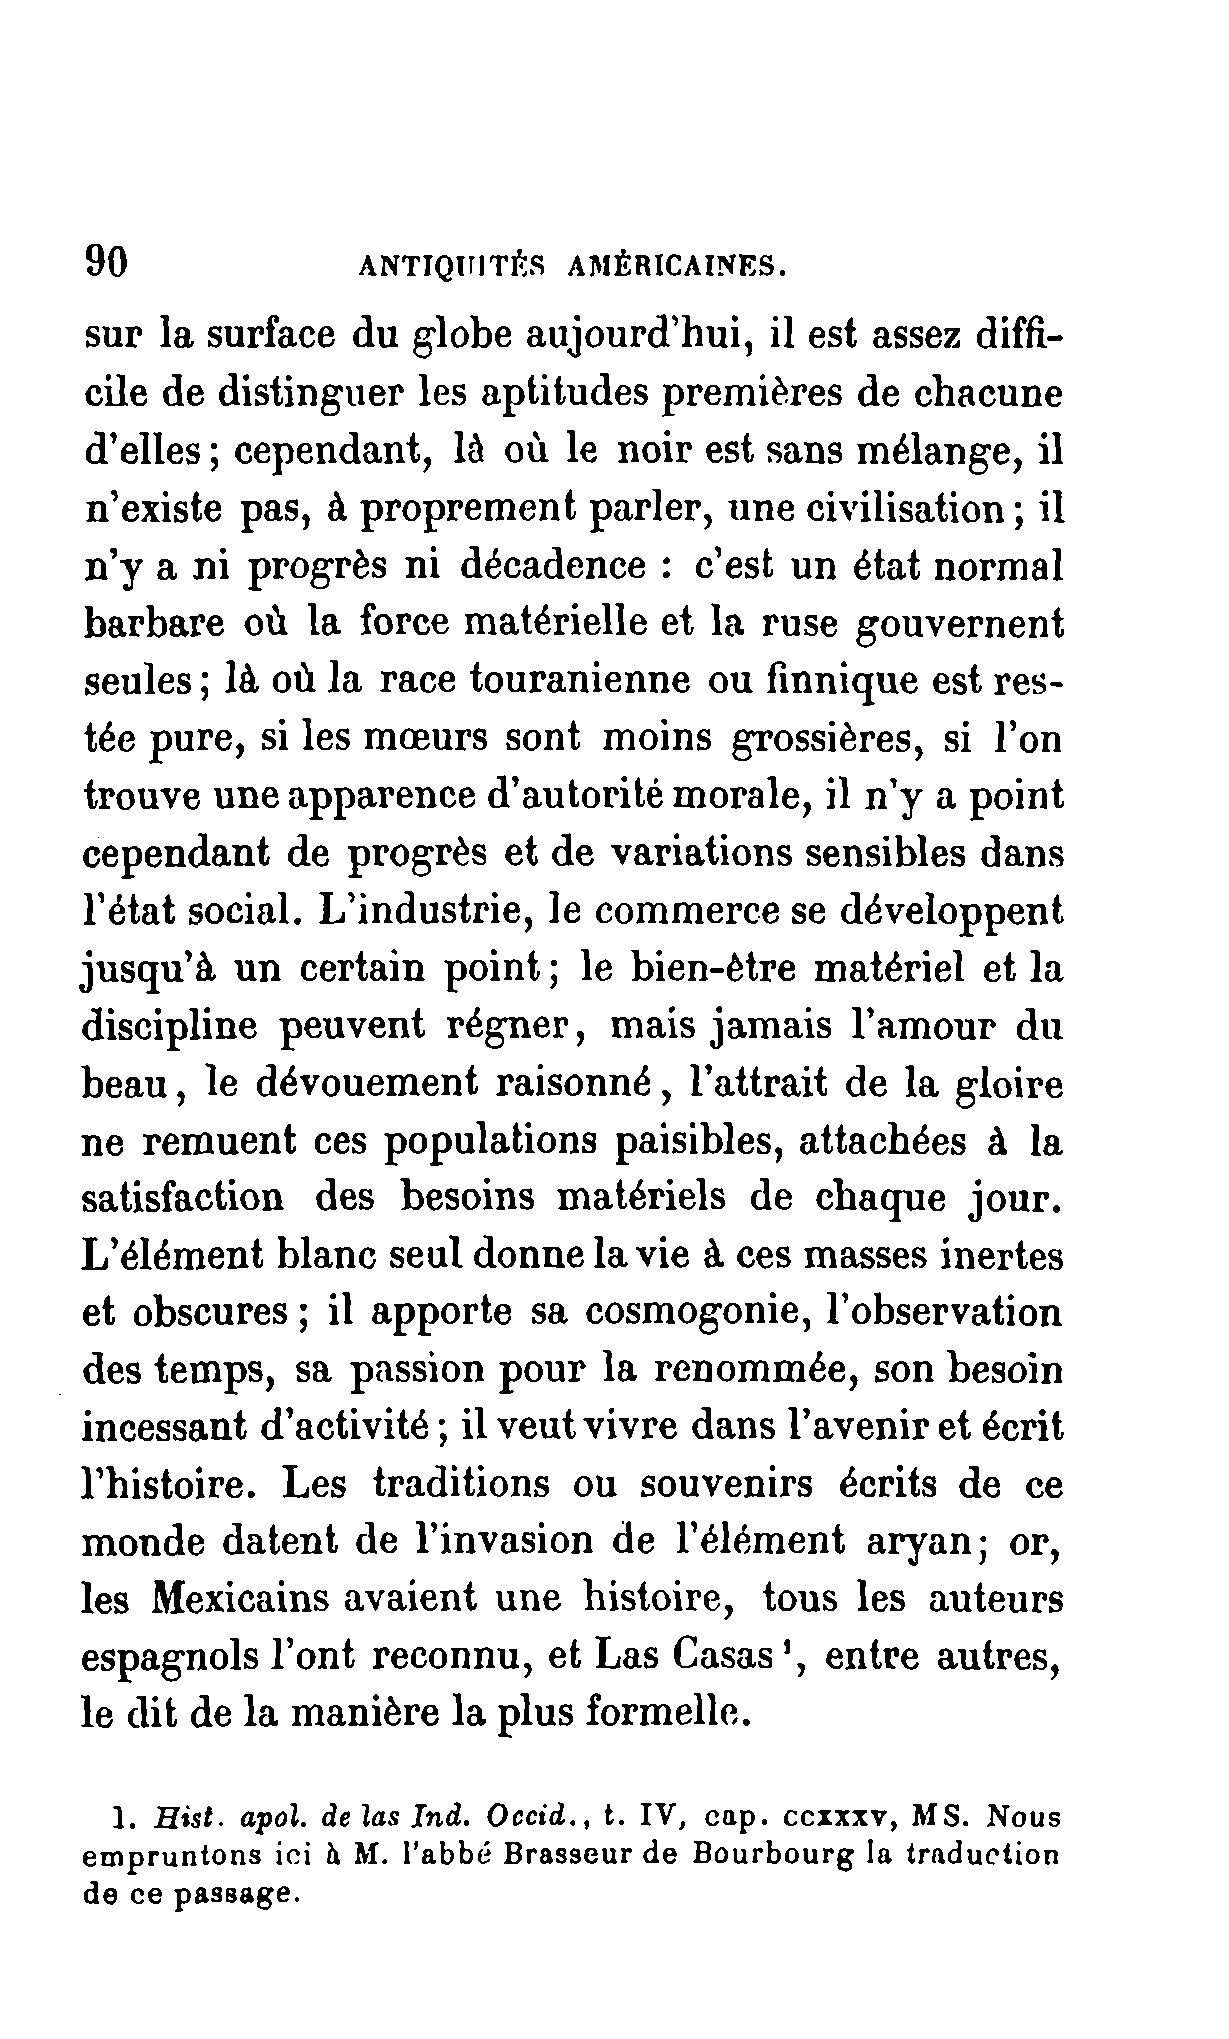 90 ANTIQUITÉS AMÉRICAINES.
sur la surface du globe aujourd'hui, il est assez diffi-
cile de distinguer les aptitudes premières de chacune
d'elles; cependant, là où le noir est sans mélange, il
n'existe pas, à proprement parler, une civilisation; il
n'y a ni progrès ni décadence : c'est un état normal
barbare où la force matérielle et la ruse gouvernent
seules; là où la race touranienne ou finnique est res-
tée pure, si les mœurs sont moins grossières, si l'on
trouve une apparence d'autorité morale, il n'y a point
cependant de progrès et de variations sensibles dans
l'état social. L'industrie, le commerce se développent
jusqu'à un certain point; le bien-être matériel et la
discipline peuvent régner, mais jamais l'amour du
beau, le dévouement raisonné, l'attrait de la gloire
ne remuent ces populations paisibles, attachées à la
satisfaction des besoins matériels de chaque jour.
L'élément blanc seul donne la vie à ces masses inertes
et obscures; il apporte sa cosmogonie, l'observation
des temps, sa passion pour la renommée, son besoin
incessant d'activité; il veut vivre dans l'avenir et écrit
l'histoire. Les traditions ou souvenirs écrits de ce
monde datent de l'invasion de l'élément aryan; or,
les Mexicains avaient une histoire, tous les auteurs
espagnols l'ont reconnu, et Las Casas ¹, entre autres,
le dit de la manière la plus formelle.
1. Hist. apol. de las Ind. Occid., t. IV, cap. ccxxxv, MS. Nous
empruntons ici à M. l'abbé Brasseur de Bourbourg la traduction
de ce passage.